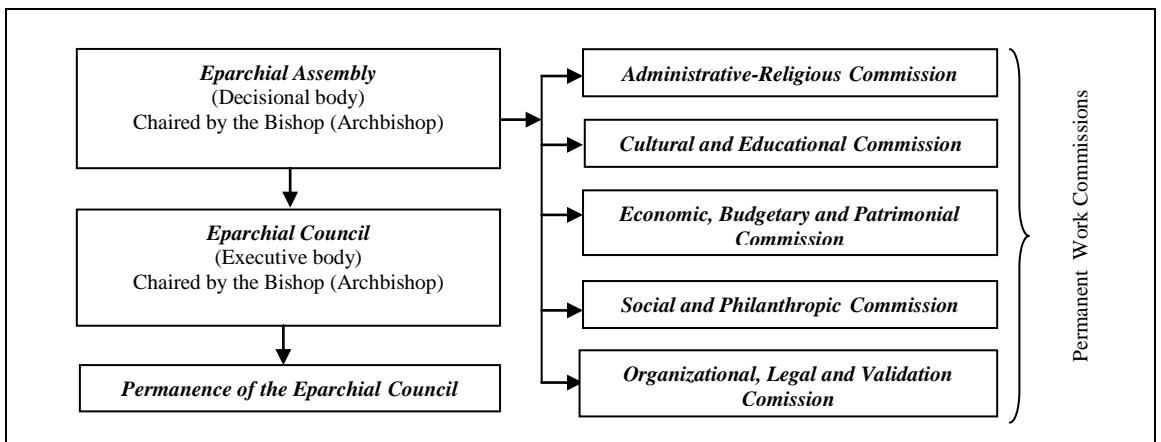 Eparchial Assembly
(Decisional body)
Chaired by the Bishop (Archbishop)
Eparchial Council
(Executive body)
Chaired by the Bishop (Archbishop)
Permanence of the Eparchial Council
Administrative-Religious Commission
Cultural and Educational Commission
Economic, Budgetary and Patrimonial
Commission
Social and Philanthropic Commission
Organizational, Legal and Validation
Comission
Permanent Work Commissions